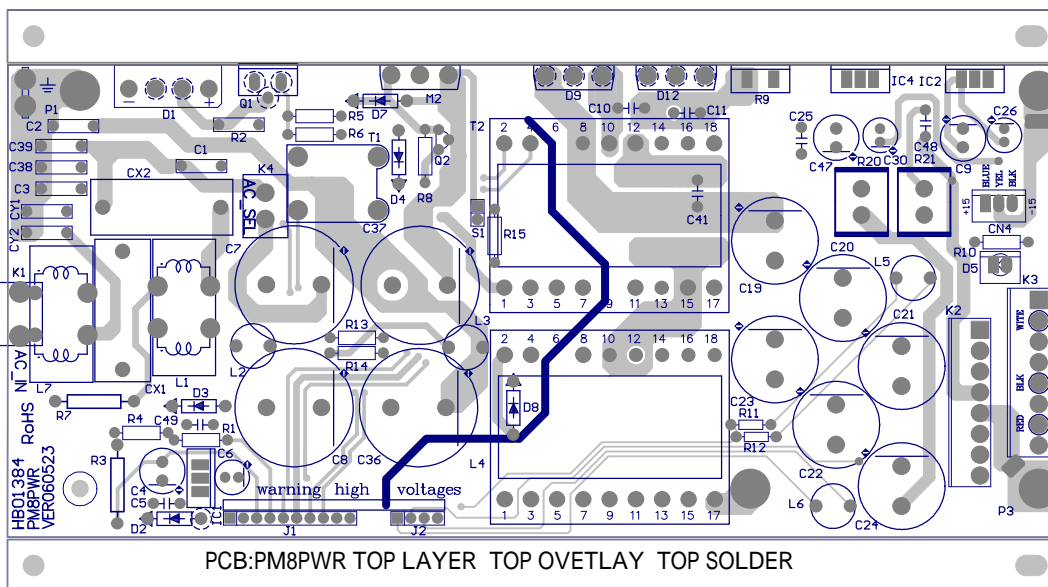 P1
D1
Q1
D7
M2
D9
D12
R9
IC4 IC2
C2
R2
R5
T1
T2
C10
C11
C25
C26
R6
2 4 6 8 10 12 14 16 18
C39
C38
C3
C1
K4
Q2
C47
R20
C30
C48
R21
C9
CX2
AC_SEL
D4
R8
C41
BLUE
YEL
BLK
+15
-15
CY1
CY2
C7
C37
S1
R15
C20
CN4
R10
D5
K1
L5
K3
1 3 5 7 9 11 13 15 17
C19
L3
R13
K2
C21
WHITE
2 4 6 8 10 12 14 16 18
L2
R14
AC_IN
L7
CX1
L1
BLK
R7
D3
D8
C23
R11
RED
R4
C49
R1
R12
RoHS
R3
C6
C8
C36
L4
C22
C4
warning high voltages
C5
IC1
L6
P3
D2
J1
J2
1 3 5 7 9 11 13 15 17
C24
HB01384
PM8PWR
VER060523
PCB:PM8PWR TOP LAYER TOP OVETLAY TOP SOLDER